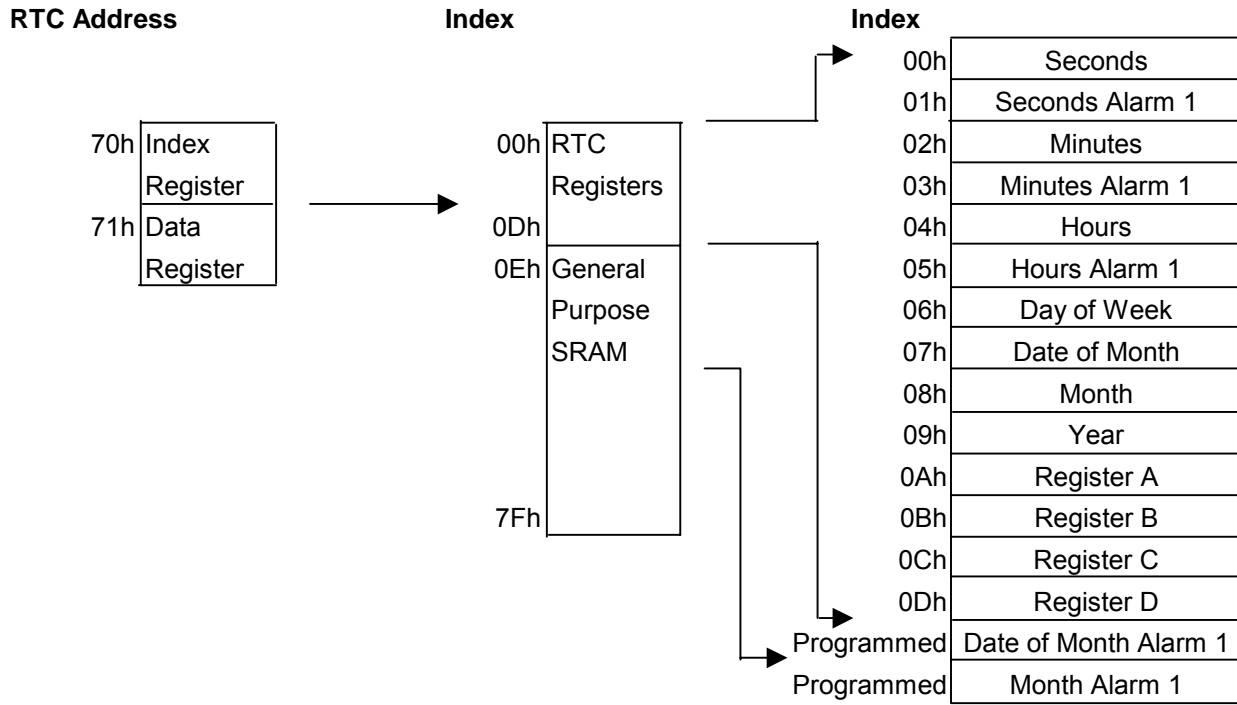 RTC Address
Index
Index
70h Index
Register
71h Data
Register
00h RTC
Registers
0Dh
0Eh General
Purpose
SRAM
7Fh
00h Seconds
01h Seconds Alarm 1
02h Minutes
03h Minutes Alarm 1
04h Hours
05h Hours Alarm 1
06h Day of Week
07h Date of Month
08h Month
09h Year
0Ah Register A
0Bh Register B
0Ch Register C
0Dh Register D
Programmed Date of Month Alarm 1
Programmed Month Alarm 1